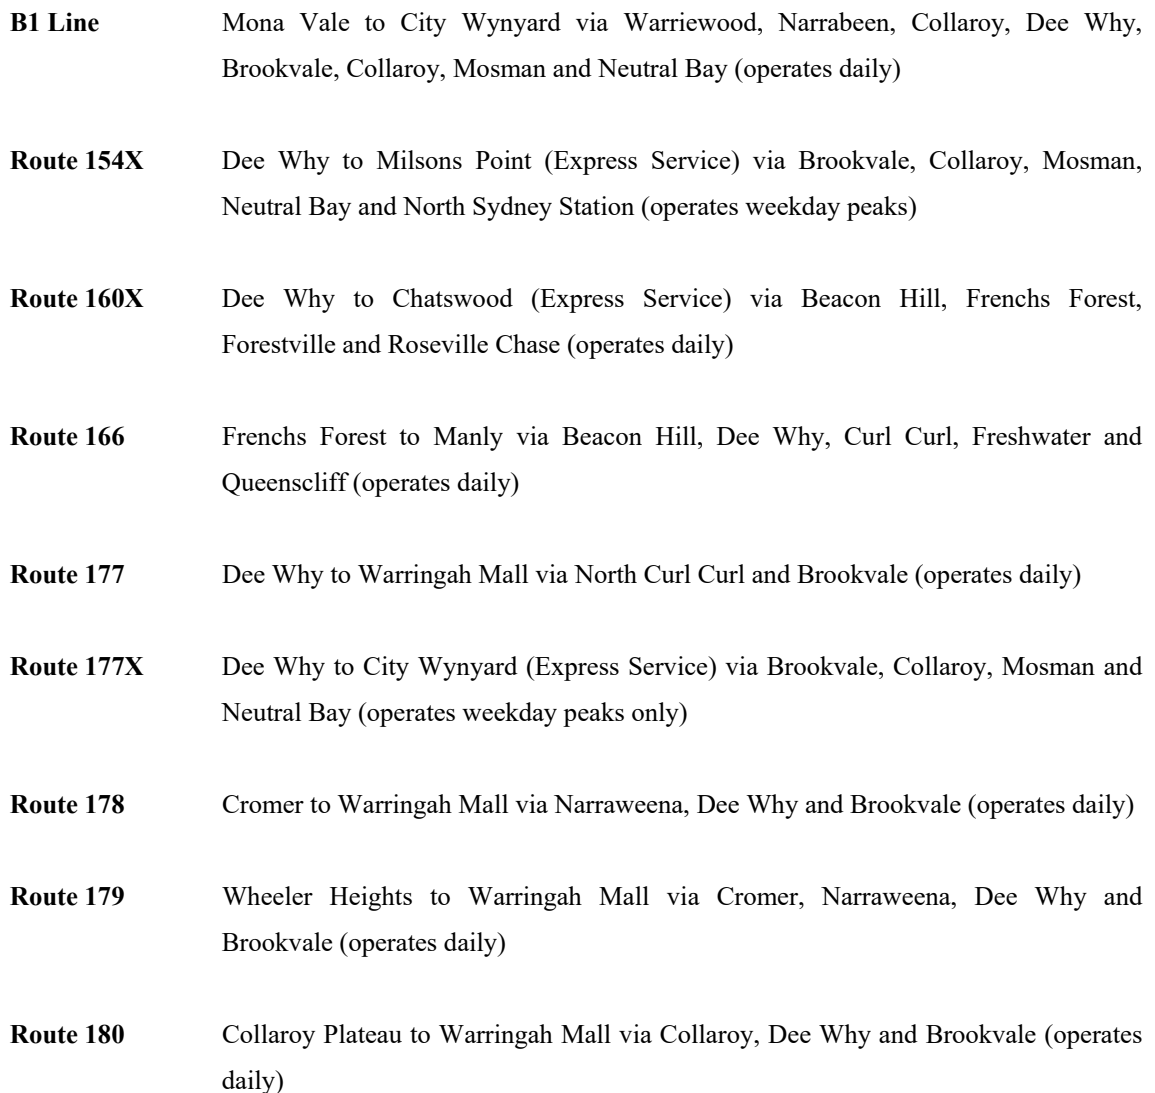 B1 Line Mona Vale to City Wynyard via Warriewood, Narrabeen, Collaroy, Dee Why,
Brookvale, Collaroy, Mosman and Neutral Bay (operates daily)
Route 154X Dee Why to Milsons Point (Express Service) via Brookvale, Collaroy, Mosman,
Neutral Bay and North Sydney Station (operates weekday peaks)
Route 160X Dee Why to Chatswood (Express Service) via Beacon Hill, Frenchs Forest,
Forestville and Roseville Chase (operates daily)
Route 166 Frenchs Forest to Manly via Beacon Hill, Dee Why, Curl Curl, Freshwater and
Queenscliff (operates daily)
Route 177 Dee Why to Warringah Mall via North Curl Curl and Brookvale (operates daily)
Route 177X Dee Why to City Wynyard (Express Service) via Brookvale, Collaroy, Mosman and
Neutral Bay (operates weekday peaks only)
Route 178 Cromer to Warringah Mall via Narraweena, Dee Why and Brookvale (operates daily)
Route 179 Wheeler Heights to Warringah Mall via Cromer, Narraweena, Dee Why and
Brookvale (operates daily)
Route 180 Collaroy Plateau to Warringah Mall via Collaroy, Dee Why and Brookvale (operates
daily)